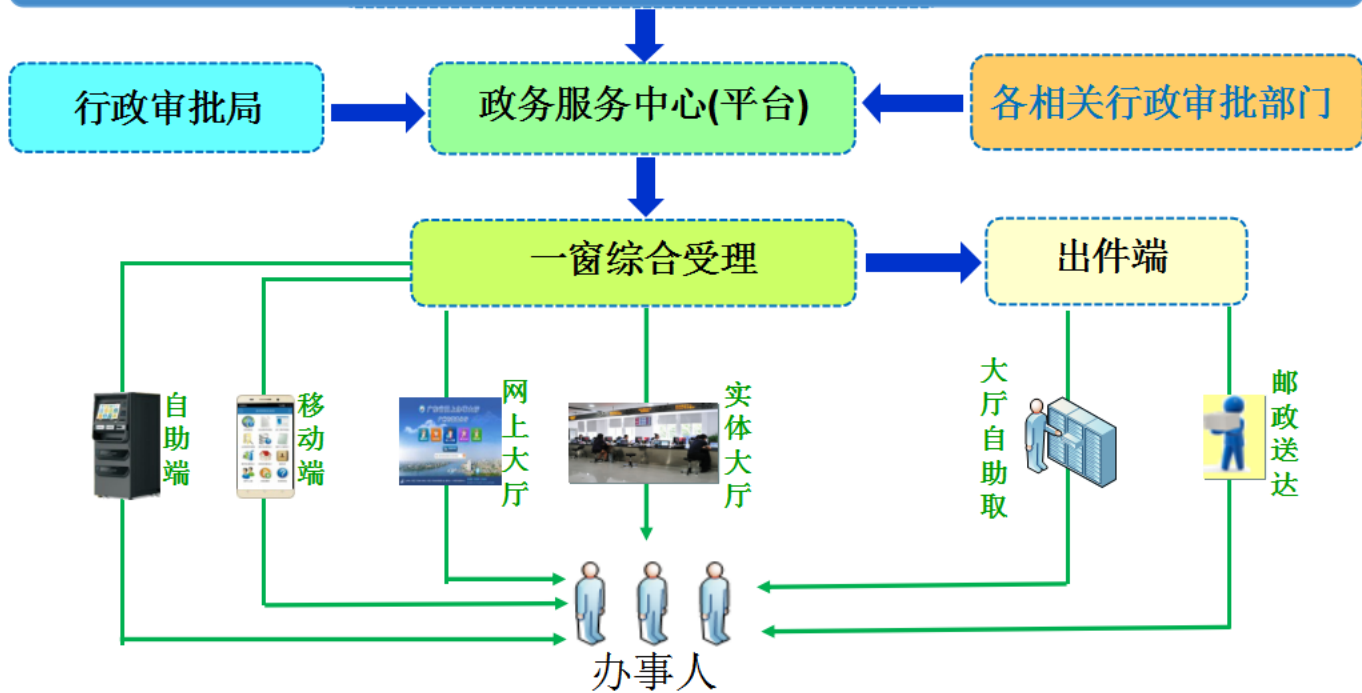 行政审批局
政务服务中心(平台)
各相关行政审批部门
一窗综合受理
出件端
自助端
移动端
网上大厅
实体大厅
大厅自助取
邮政送达
办事人